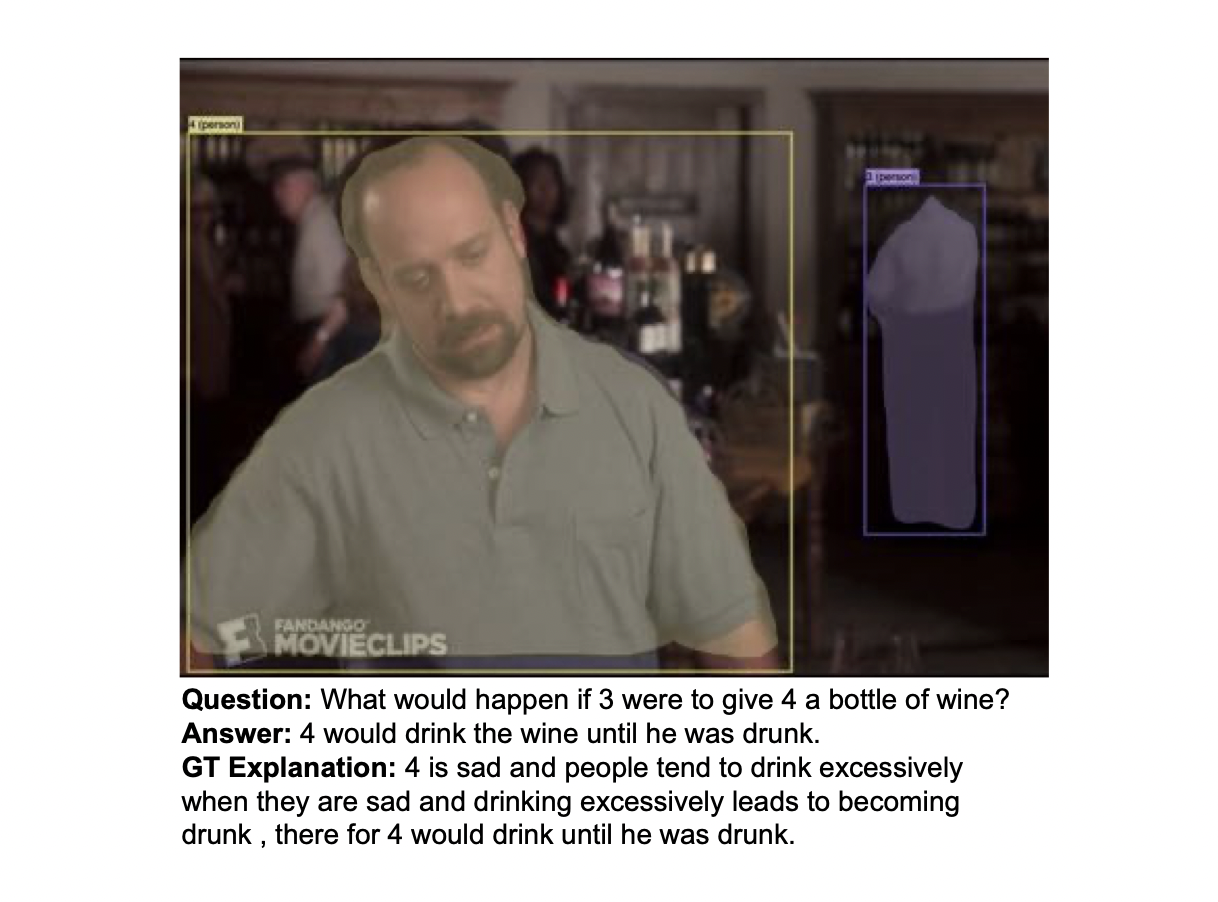 4 (person)
3 (person)
FANDANGO
MOVIECLIPS
Question: What would happen if 3 were to give 4 a bottle of wine?
Answer: 4 would drink the wine until he was drunk.
GT Explanation: 4 is sad and people tend to drink excessively
when they are sad and drinking excessively leads to becoming
drunk , there for 4 would drink until he was drunk.